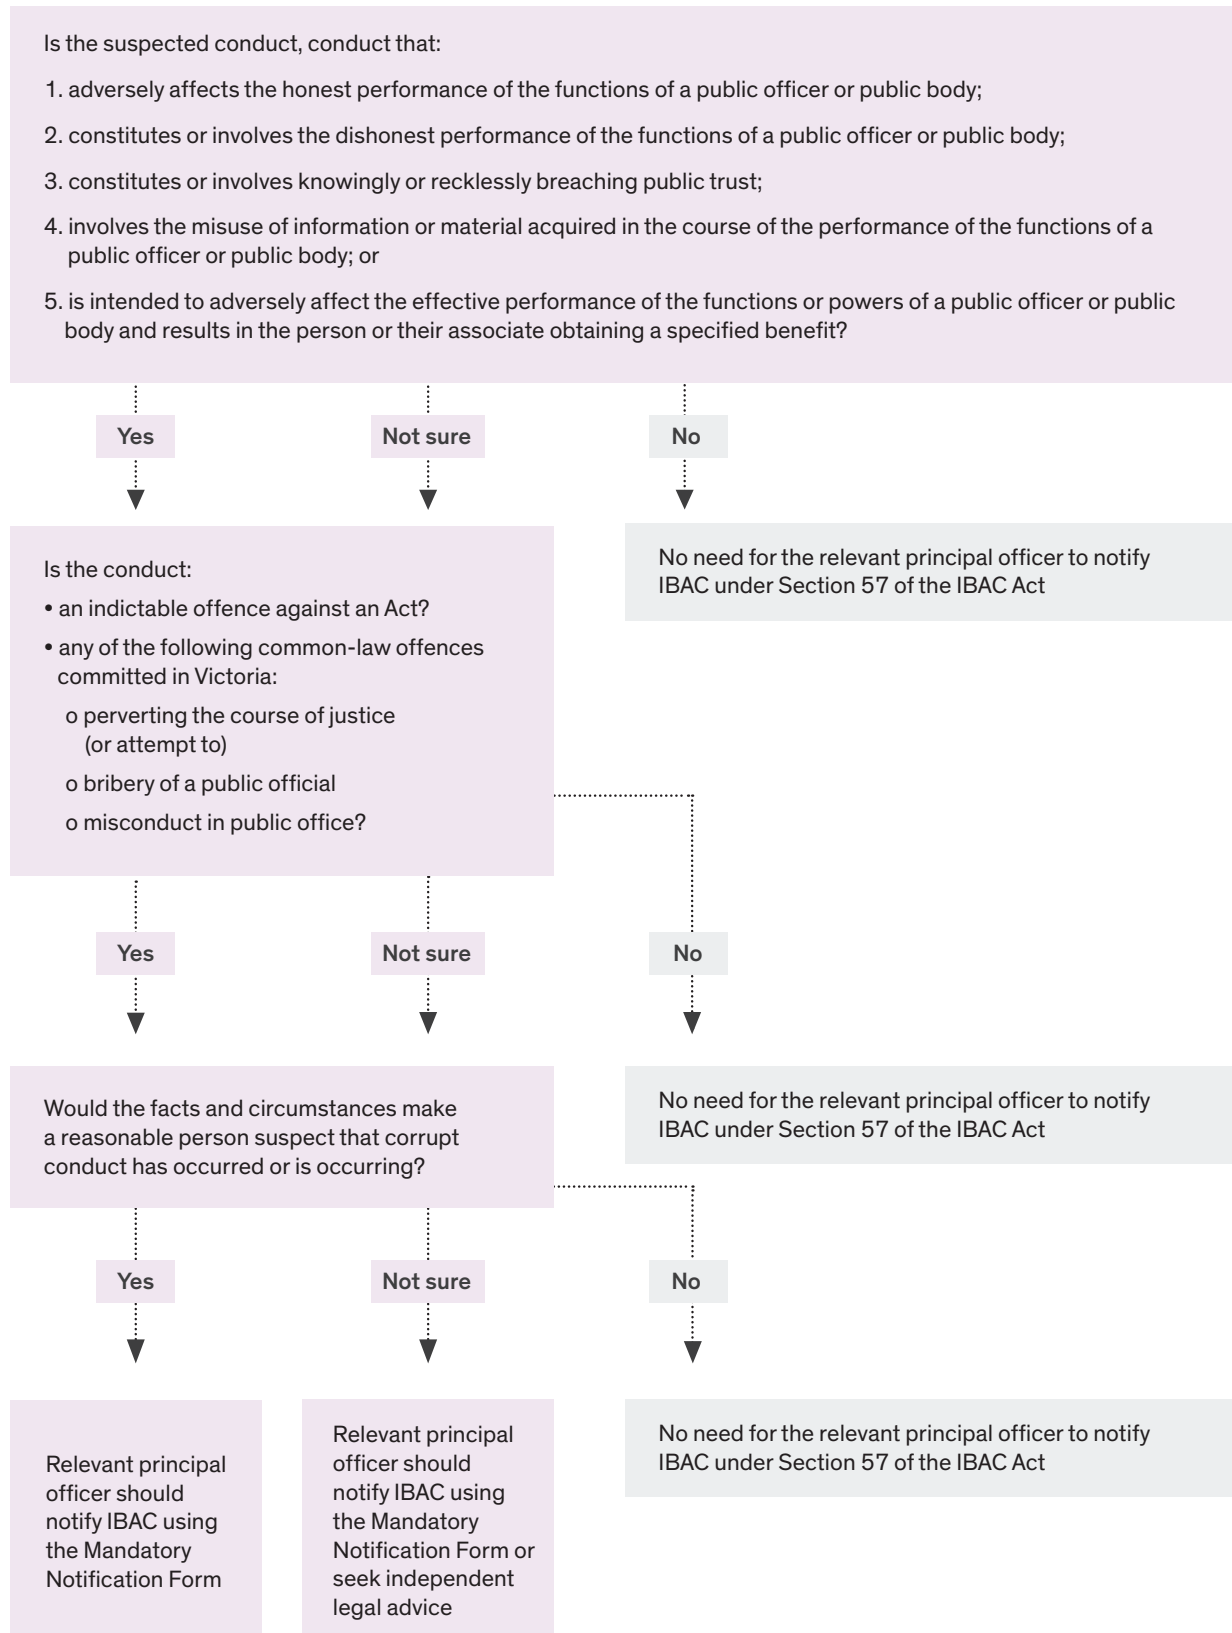 Is the suspected conduct, conduct that:
1. adversely affects the honest performance of the functions of a public officer or public body;
2. constitutes or involves the dishonest performance of the functions of a public officer or public body;
3. constitutes or involves knowingly or recklessly breaching public trust;
4. involves the misuse of information or material acquired in the course of the performance of the functions of a
public officer or public body; or
5. is intended to adversely affect the effective performance of the functions or powers of a public officer or public
body and results in the person or their associate obtaining a specified benefit?
Yes
Not sure
No
Is the conduct:
• an indictable offence against an Act?
• any of the following common-law offences
committed in Victoria:
o perverting the course of justice
(or attempt to)
o bribery of a public official
o misconduct in public office?
No need for the relevant principal officer to notify
IBAC under Section 57 of the IBAC Act
Yes
Not sure
No
Would the facts and circumstances make
a reasonable person suspect that corrupt
conduct has occurred or is occurring?
No need for the relevant principal officer to notify
IBAC under Section 57 of the IBAC Act
Yes
Not sure
No
Relevant principal
officer should
notify IBAC using
the Mandatory
Notification Form
Relevant principal
officer should
notify IBAC using
the Mandatory
Notification Form or
seek independent
legal advice
No need for the relevant principal officer to notify
IBAC under Section 57 of the IBAC Act